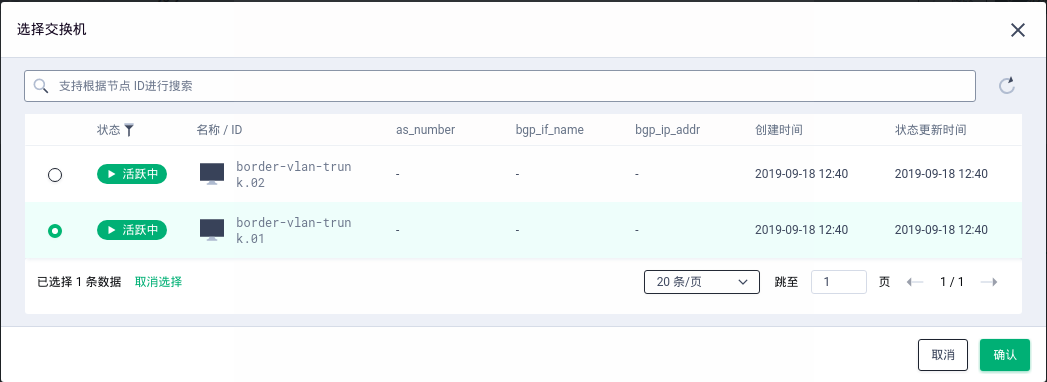 选择交换机
支持根据节点 ID进行搜索
状态 名称 / ID as_number bgp_if_name bgp_ip_addr 创建时间 状态更新时间
活跃中 border-vlan-trun - - - 2019-09-18 12:40 2019-09-18 12:40
k.02
活跃中 border-vlan-trun - - - 2019-09-18 12:40 2019-09-18 12:40
k.01
已选择 1 条数据 取消选择 20 条/页 跳至 1 页 1 / 1
取消 确认